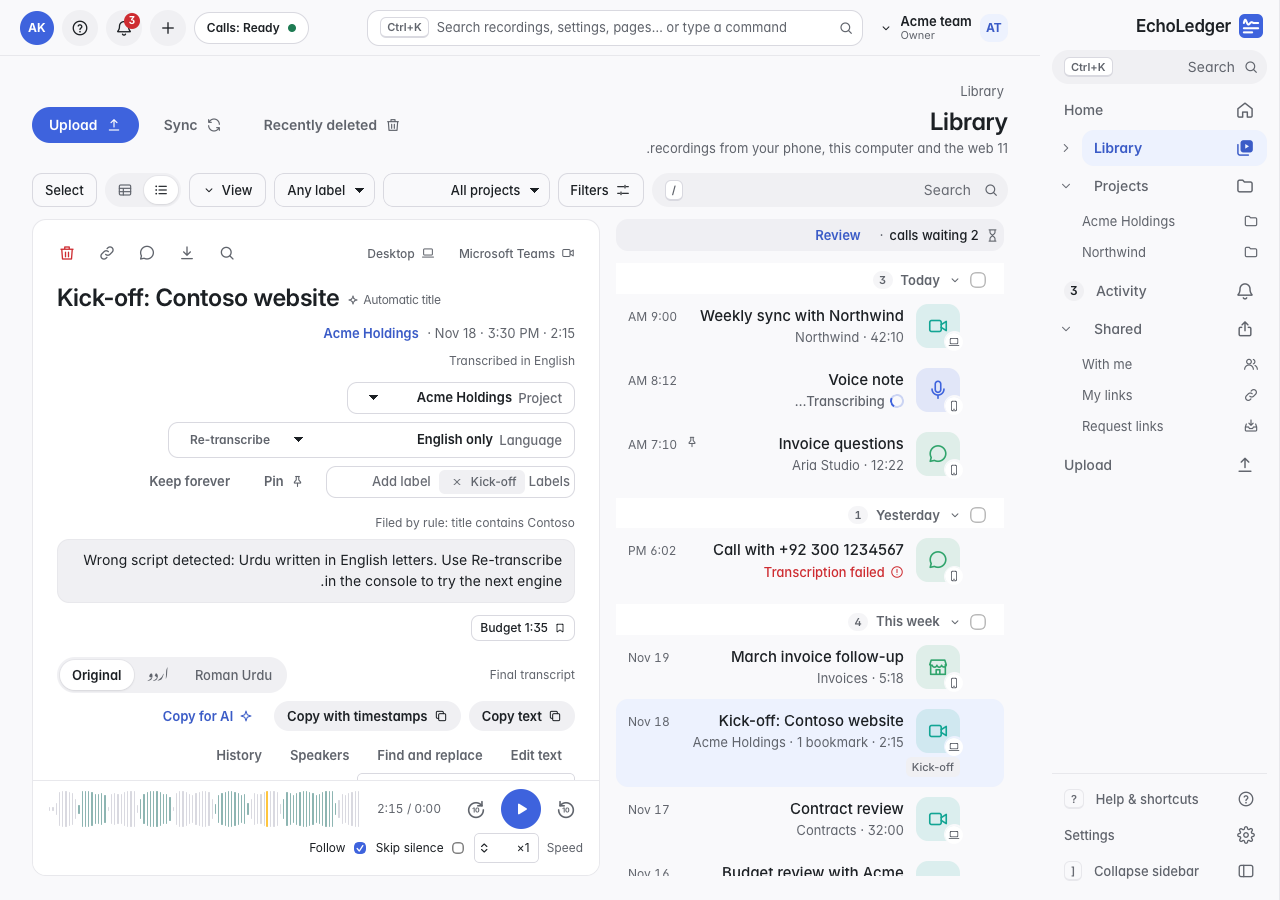 EchoLedger
Search Ctrl+K
Home
Library
Projects
Acme Holdings
Northwind
Activity 3
Shared
With me
My links
Request links
Upload
Help & shortcuts ?
Settings
Collapse sidebar ]
AT Acme team
Owner
Search recordings, settings, pages... or type a command Ctrl+K
Calls: Ready
3
AK
Library
Library
11 recordings from your phone, this computer and the web.
Recently deleted
Sync
Upload
Search /
Filters
All projects
Any label
View
Select
2 calls waiting · Review
Today 3
Weekly sync with Northwind 9:00 AM
Northwind · 42:10
Voice note 8:12 AM
Transcribing...
Invoice questions 7:10 AM
Aria Studio · 12:22
Yesterday 1
Call with +92 300 1234567 6:02 PM
Transcription failed
This week 4
March invoice follow-up Nov 19
Invoices · 5:18
Kick-off: Contoso website Nov 18
Acme Holdings · 1 bookmark · 2:15
Kick-off
Contract review Nov 17
Contracts · 32:00
Budget review with Acme Nov 16
Microsoft Teams Desktop
Kick-off: Contoso website Automatic title
Acme Holdings · Nov 18 · 3:30 PM · 2:15
Transcribed in English
Project Acme Holdings
Language English only Re-transcribe
Labels Kick-off × Add label Pin Keep forever
Filed by rule: title contains Contoso
Wrong script detected: Urdu written in English letters. Use Re-transcribe
in the console to try the next engine.
Budget 1:35
Final transcript
Original اردو Roman Urdu
Copy text Copy with timestamps Copy for AI
Edit text Find and replace Speakers History
10 10 0:00 / 2:15
Speed 1× Skip silence Follow